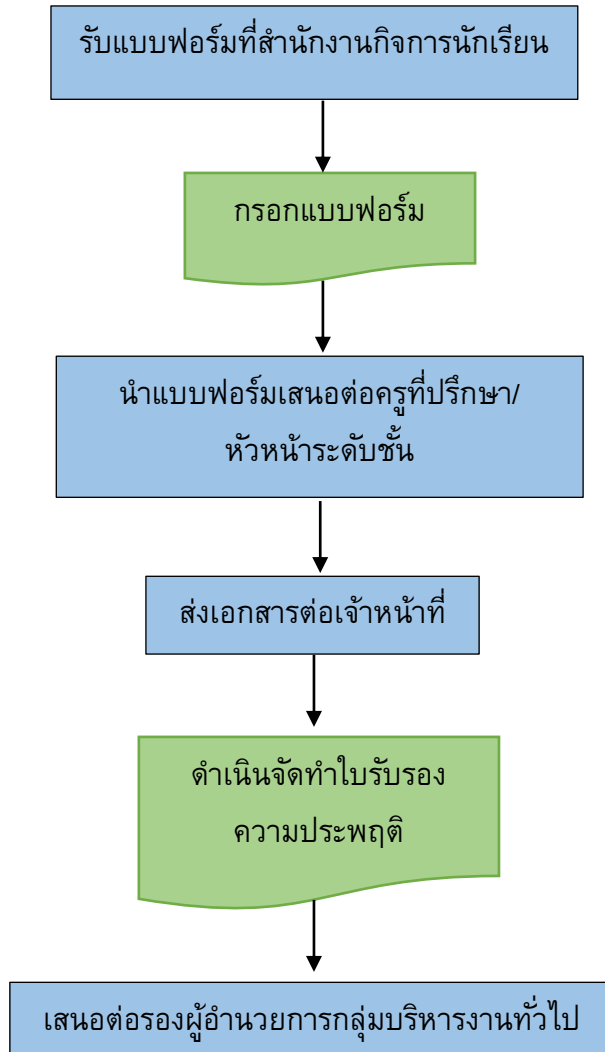 รับแบบฟอร์มที่สำนักงานกิจการนักเรียน
กรอกแบบฟอร์ม
นำแบบฟอร์มเสนอต่อครูที่ปรึกษา/
หัวหน้าระดับชั้น
ส่งเอกสารต่อเจ้าหน้าที่
ดำเนินจัดทำใบรับรอง
ความประพฤติ
เสนอต่อรองผู้อำนวยการกลุ่มบริหารงานทั่วไป